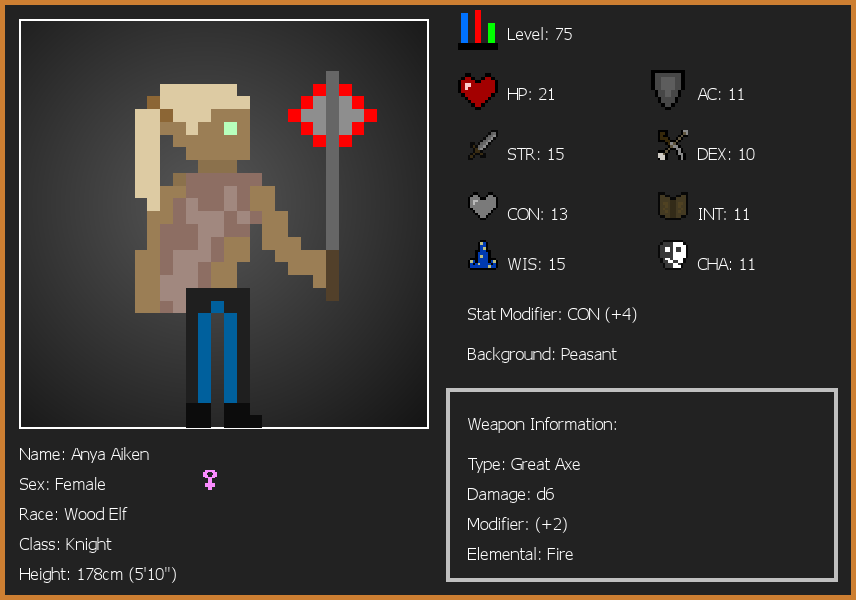 Level: 75
HP: 21
AC: 11
STR: 15
DEX: 10
CON: 13
INT: 11
WIS: 15
CHA: 11
Stat Modifier: CON (+4)
Background: Peasant
Weapon Information:
Type: Great Axe
Damage: d6
Modifier: (+2)
Elemental: Fire
Name: Anya Aiken
Sex: Female
Race: Wood Elf
Class: Knight
Height: 178cm (5'10")